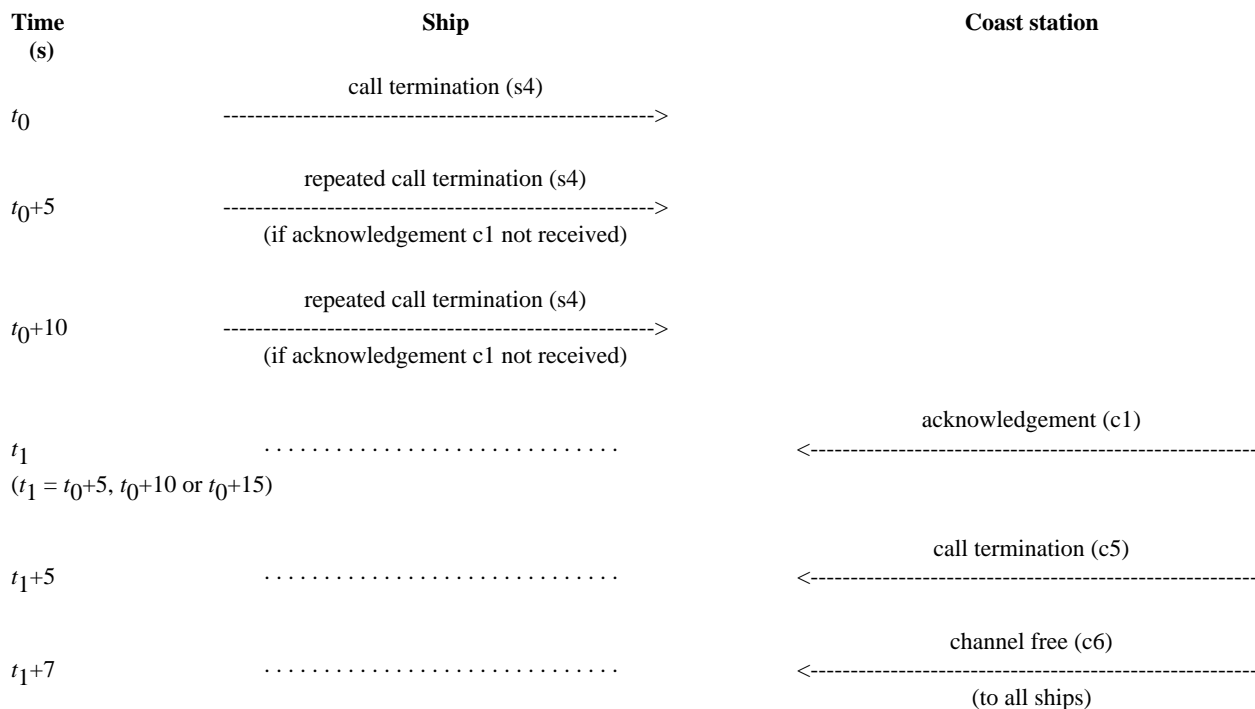 Time Ship Coast station
(s)
call termination (s4)
t0 ------------------------------------------------------>
repeated call termination (s4)
t0+5 ------------------------------------------------------>
(if acknowledgement c1 not received)
repeated call termination (s4)
t0+10 ------------------------------------------------------>
(if acknowledgement c1 not received)
acknowledgement (c1)
t1 . . . . . . . . . . . . . . . . . . . . . . . . . . . . . . <--------------------------------------------------------
(t1 = t0+5, t0+10 or t0+15)
call termination (c5)
t1+5 . . . . . . . . . . . . . . . . . . . . . . . . . . . . . . <--------------------------------------------------------
channel free (c6)
t1+7 . . . . . . . . . . . . . . . . . . . . . . . . . . . . . . <--------------------------------------------------------
(to all ships)